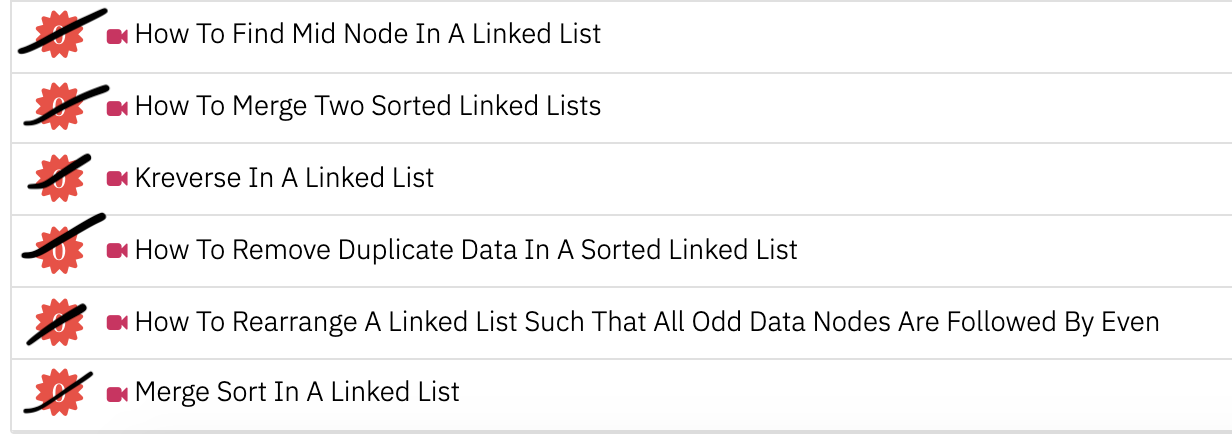 0 How To Find Mid Node In A Linked List
0 How To Merge Two Sorted Linked Lists
0 Kreverse In A Linked List
0 How To Remove Duplicate Data In A Sorted Linked List
0 How To Rearrange A Linked List Such That All Odd Data Nodes Are Followed By Even
0 Merge Sort In A Linked List